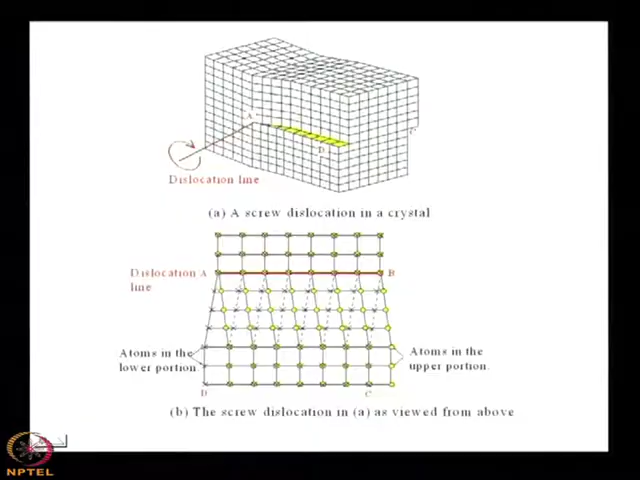 A
D
C
Dislocation line
(a) A screw dislocation in a crystal
Dislocation A
line
B
Atoms in the
lower portion.
Atoms in the
upper portion.
D
C
(b) The screw dislocation in (a) as viewed from above
NPTEL